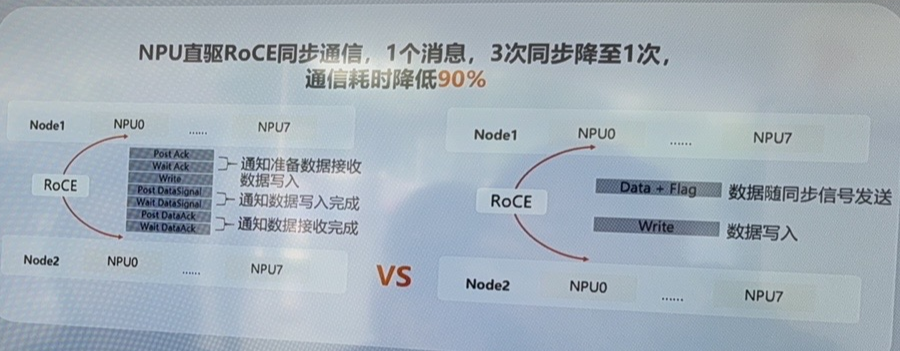 NPU直驱RoCE同步通信，1个消息，3次同步降至1次，
通信耗时降低90%
Node1 NPU0 …… NPU7
RoCE
Post Ack
Wait Ack
Write
Post DataSignal
Wait DataSignal
Post DataAck
Wait DataAck
通知准备数据接收
数据写入
通知数据写入完成
通知数据接收完成
Node2 NPU0 …… NPU7
VS
Node1 NPU0 …… NPU7
RoCE
Data + Flag 数据随同步信号发送
Write 数据写入
Node2 NPU0 …… NPU7